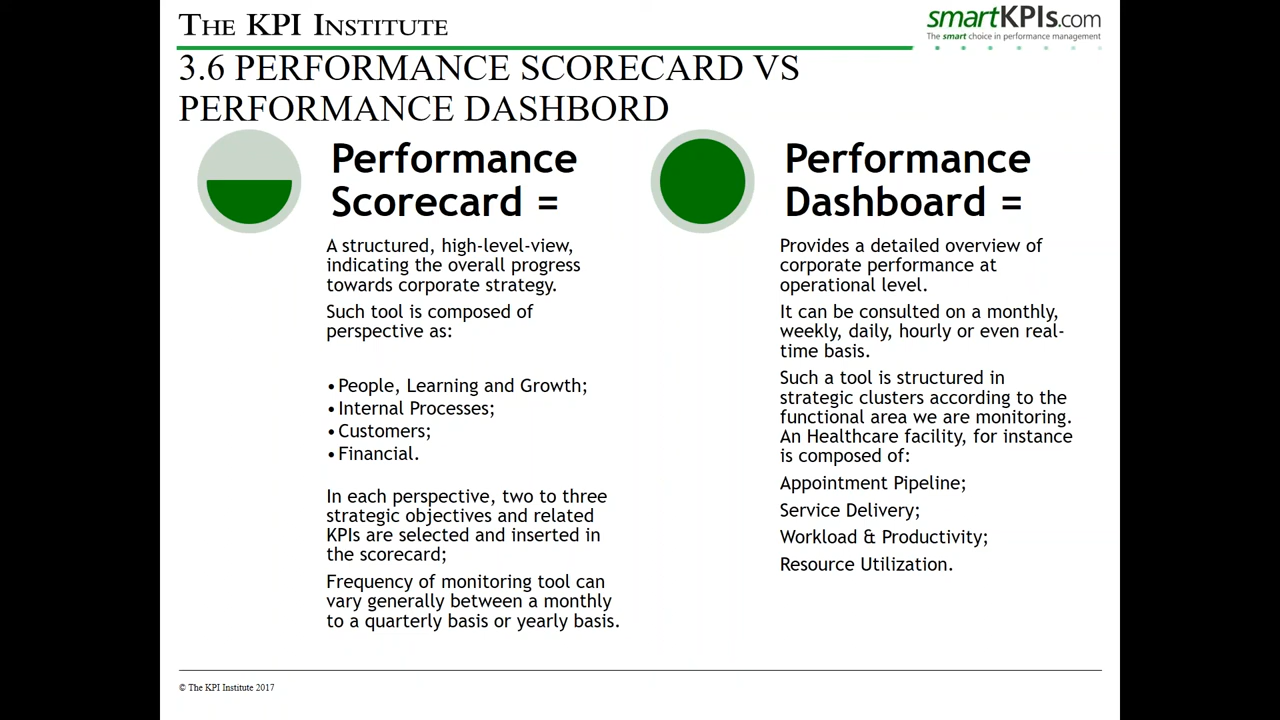 THE KPI INSTITUTE
smartKPIs.com
The smart choice in performance management
3.6 PERFORMANCE SCORECARD VS
PERFORMANCE DASHBORD
Performance
Scorecard =
A structured, high-level-view,
indicating the overall progress
towards corporate strategy.
Such tool is composed of
perspective as:
• People, Learning and Growth;
• Internal Processes;
• Customers;
• Financial.
In each perspective, two to three
strategic objectives and related
KPIs are selected and inserted in
the scorecard;
Frequency of monitoring tool can
vary generally between a monthly
to a quarterly basis or yearly basis.
Performance
Dashboard =
Provides a detailed overview of
corporate performance at
operational level.
It can be consulted on a monthly,
weekly, daily, hourly or even real-
time basis.
Such a tool is structured in
strategic clusters according to the
functional area we are monitoring.
An Healthcare facility, for instance
is composed of:
Appointment Pipeline;
Service Delivery;
Workload & Productivity;
Resource Utilization.
© The KPI Institute 2017